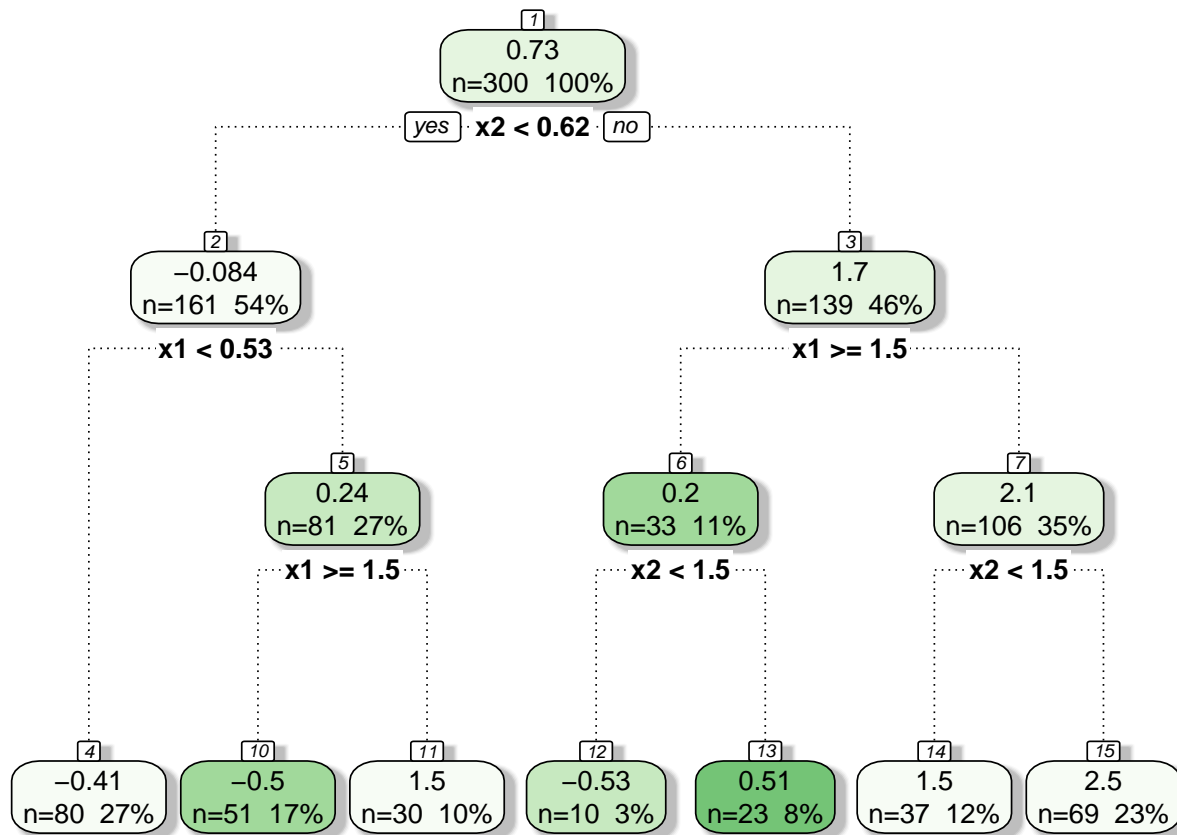 1
0.73
n=300 100%
yes x2 < 0.62 no
2
−0.084
n=161 54%
x1 < 0.53
3
1.7
n=139 46%
x1 >= 1.5
5
0.24
n=81 27%
x1 >= 1.5
6
0.2
n=33 11%
x2 < 1.5
7
2.1
n=106 35%
x2 < 1.5
4
−0.41
n=80 27%
10
−0.5
n=51 17%
11
1.5
n=30 10%
12
−0.53
n=10 3%
13
0.51
n=23 8%
14
1.5
n=37 12%
15
2.5
n=69 23%